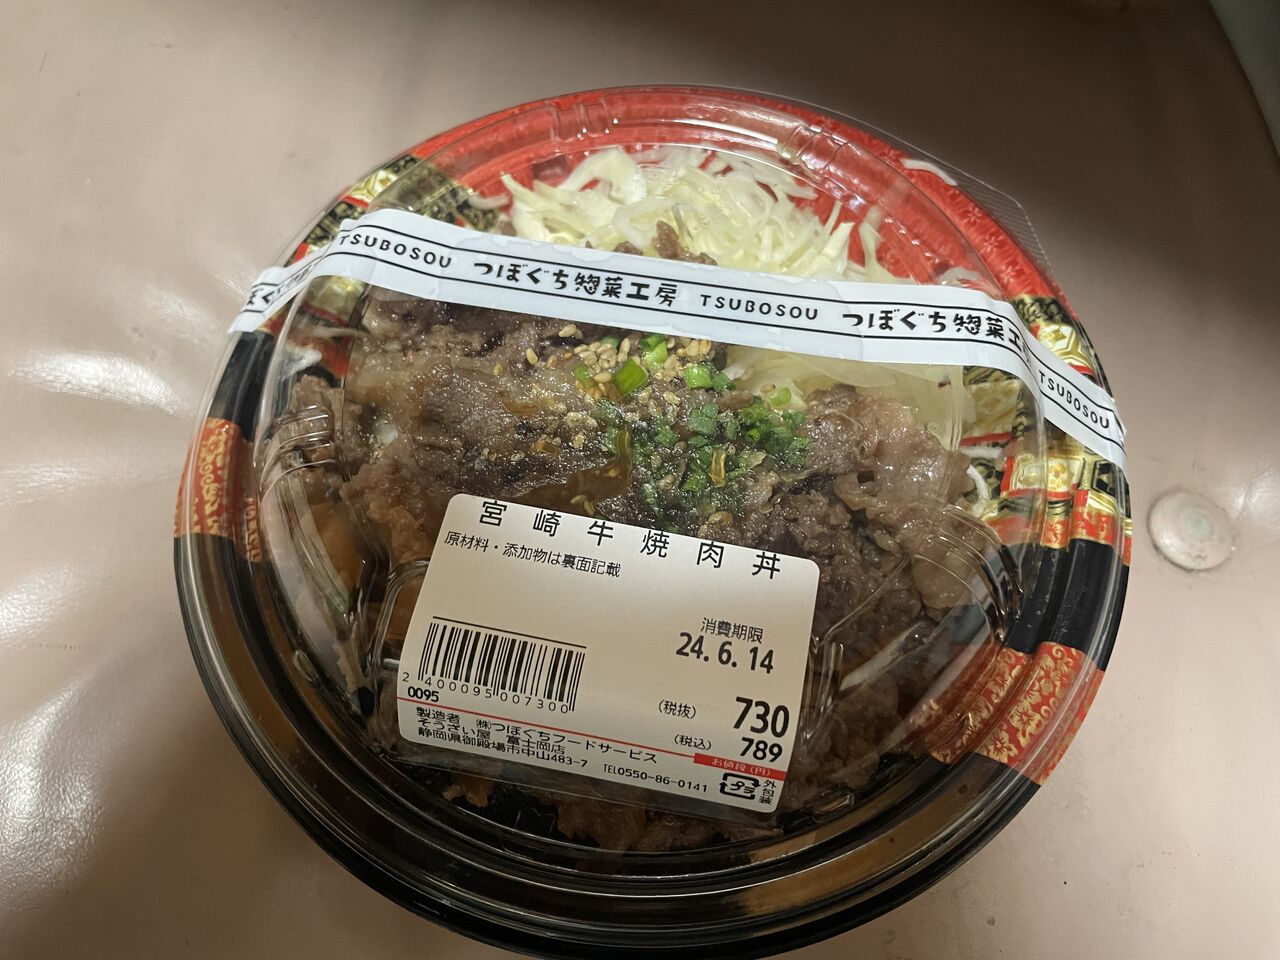 TSUBOSOU つぼぐち惣菜工房 TSUBOSOU つぼぐち惣菜工房 TSUBOSOU
宮崎牛焼肉丼
原材料・添加物は裏面記載
消費期限
24.6.14
2400095007300
0095
(税抜) 730
(税込) 789
お値段(円)
製造者 (株)つぼぐちフードサービス
そうざい屋 富士岡店
静岡県御殿場市中山483-7 TEL0550-86-0141
プラ
外包装